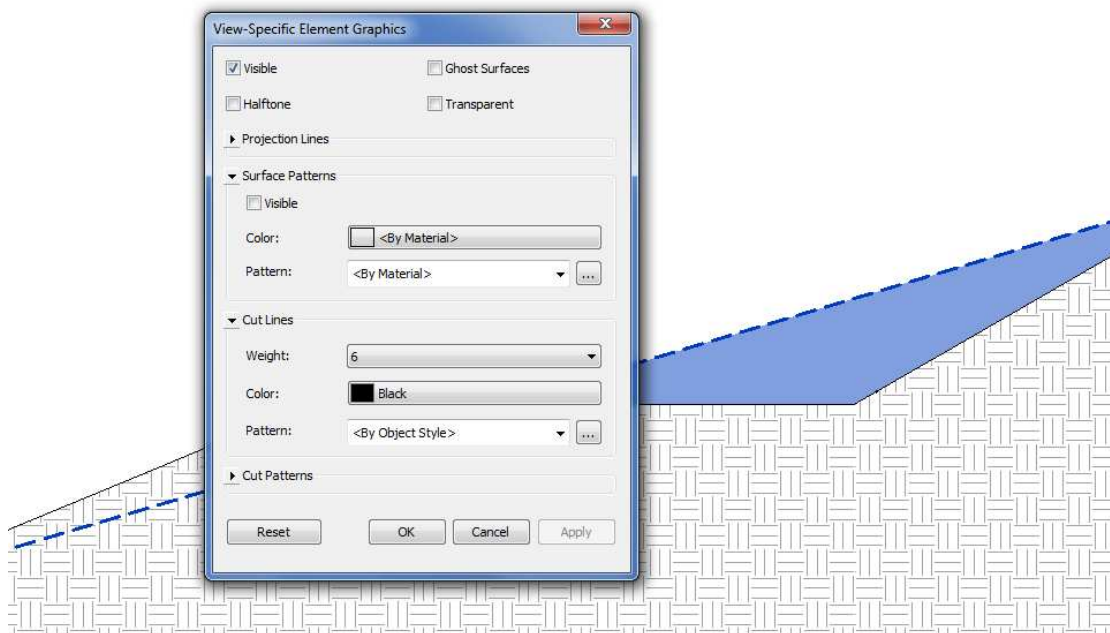 View-Specific Element Graphics
Visible Ghost Surfaces
Halftone Transparent
Projection Lines
Surface Patterns
Visible
Color: <By Material>
Pattern: <By Material> ...
Cut Lines
Weight: 6
Color: Black
Pattern: <By Object Style> ...
Cut Patterns
Reset OK Cancel Apply